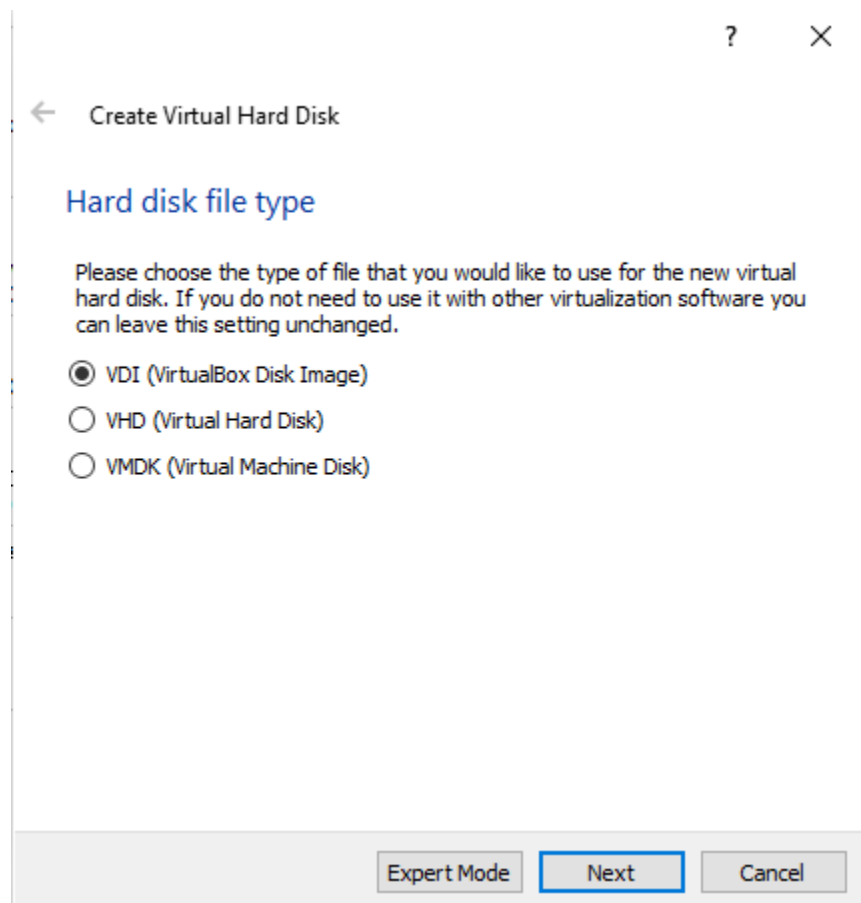 ?
Create Virtual Hard Disk
Hard disk file type
Please choose the type of file that you would like to use for the new virtual
hard disk. If you do not need to use it with other virtualization software you
can leave this setting unchanged.
VDI (VirtualBox Disk Image)
VHD (Virtual Hard Disk)
VMDK (Virtual Machine Disk)
Expert Mode Next Cancel